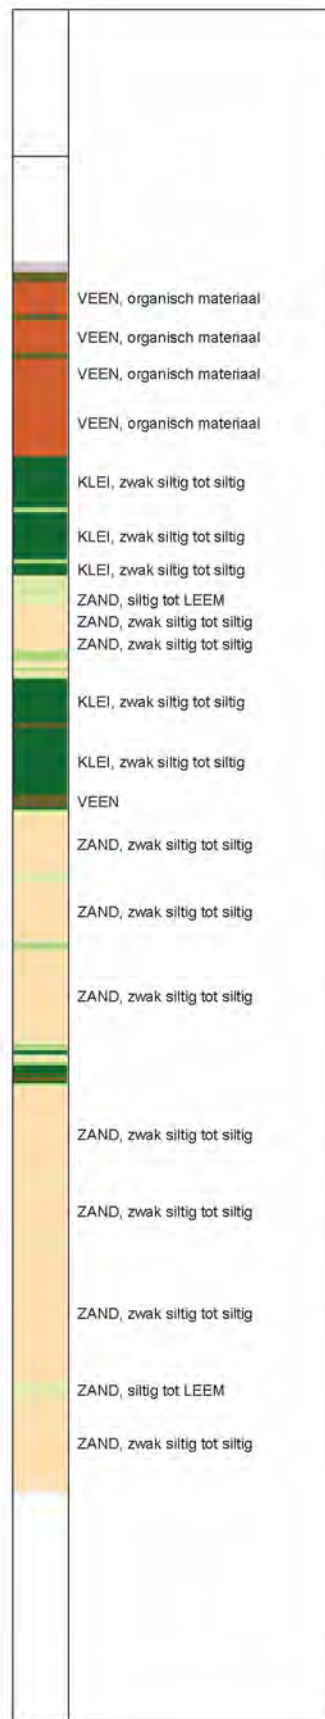 VEEN, organisch materiaal
VEEN, organisch materiaal
VEEN, organisch materiaal
VEEN, organisch materiaal
KLEI, zwak siltig tot siltig
KLEI, zwak siltig tot siltig
KLEI, zwak siltig tot siltig
ZAND, siltig tot LEEM
ZAND, zwak siltig tot siltig
ZAND, zwak siltig tot siltig
KLEI, zwak siltig tot siltig
KLEI, zwak siltig tot siltig
VEEN
ZAND, zwak siltig tot siltig
ZAND, zwak siltig tot siltig
ZAND, zwak siltig tot siltig
ZAND, zwak siltig tot siltig
ZAND, zwak siltig tot siltig
ZAND, zwak siltig tot siltig
ZAND, siltig tot LEEM
ZAND, zwak siltig tot siltig